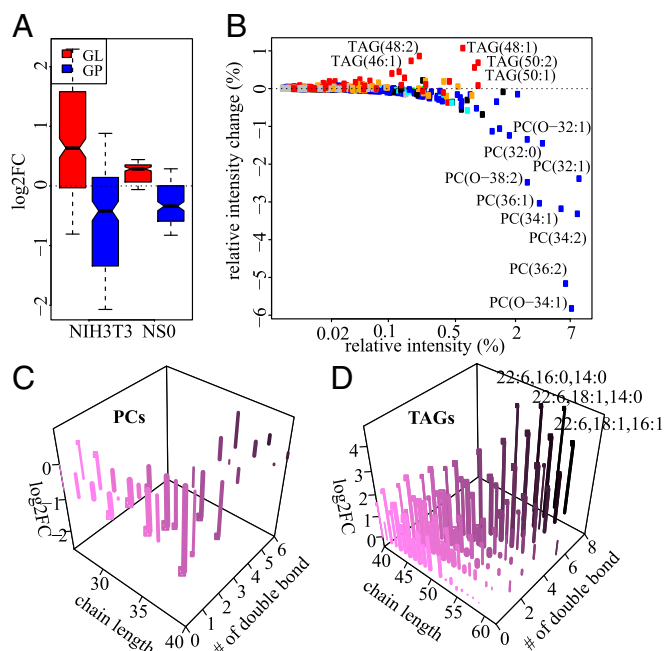 A
GL
GP
log2FC
2
1
0
−1
−2
NIH3T3
NS0
B
relative intensity change (%)
1
0
−1
−2
−3
−4
−5
−6
TAG(48:2)
TAG(46:1)
TAG(48:1)
TAG(50:2)
TAG(50:1)
PC(O−32:1)
PC(32:0)
PC(32:1)
PC(O−38:2)
PC(36:1)
PC(34:1)
PC(34:2)
PC(36:2)
PC(O−34:1)
0.02
0.1
0.5
2
7
relative intensity (%)
C
PCs
log2FC
0
−1
−2
30
35
40
chain length
0
1
2
3
4
5
6
# of double bond
D
TAGs
22:6,16:0,14:0
22:6,18:1,14:0
22:6,18:1,16:1
log2FC
4
3
2
1
0
40
45
50
55
60
chain length
0
2
4
6
8
# of double bond